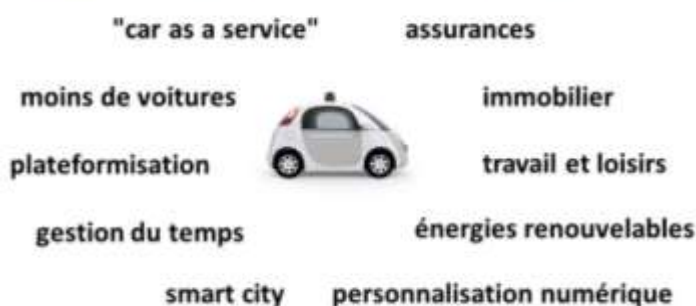 "car as a service" assurances
moins de voitures immobilier
plateformisation travail et loisirs
gestion du temps énergies renouvelables
smart city personnalisation numérique